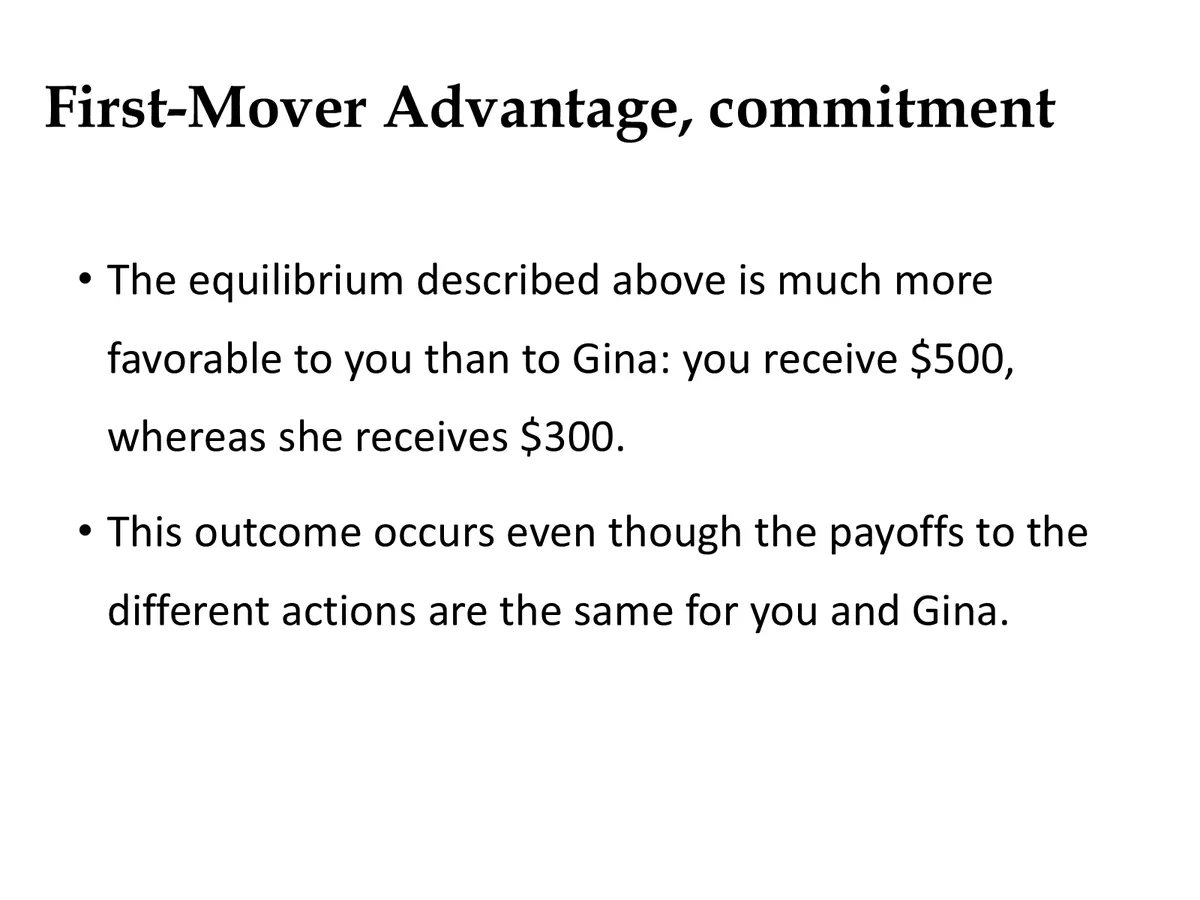 First-Mover Advantage, commitment
• The equilibrium described above is much more
favorable to you than to Gina: you receive $500,
whereas she receives $300.
• This outcome occurs even though the payoffs to the
different actions are the same for you and Gina.